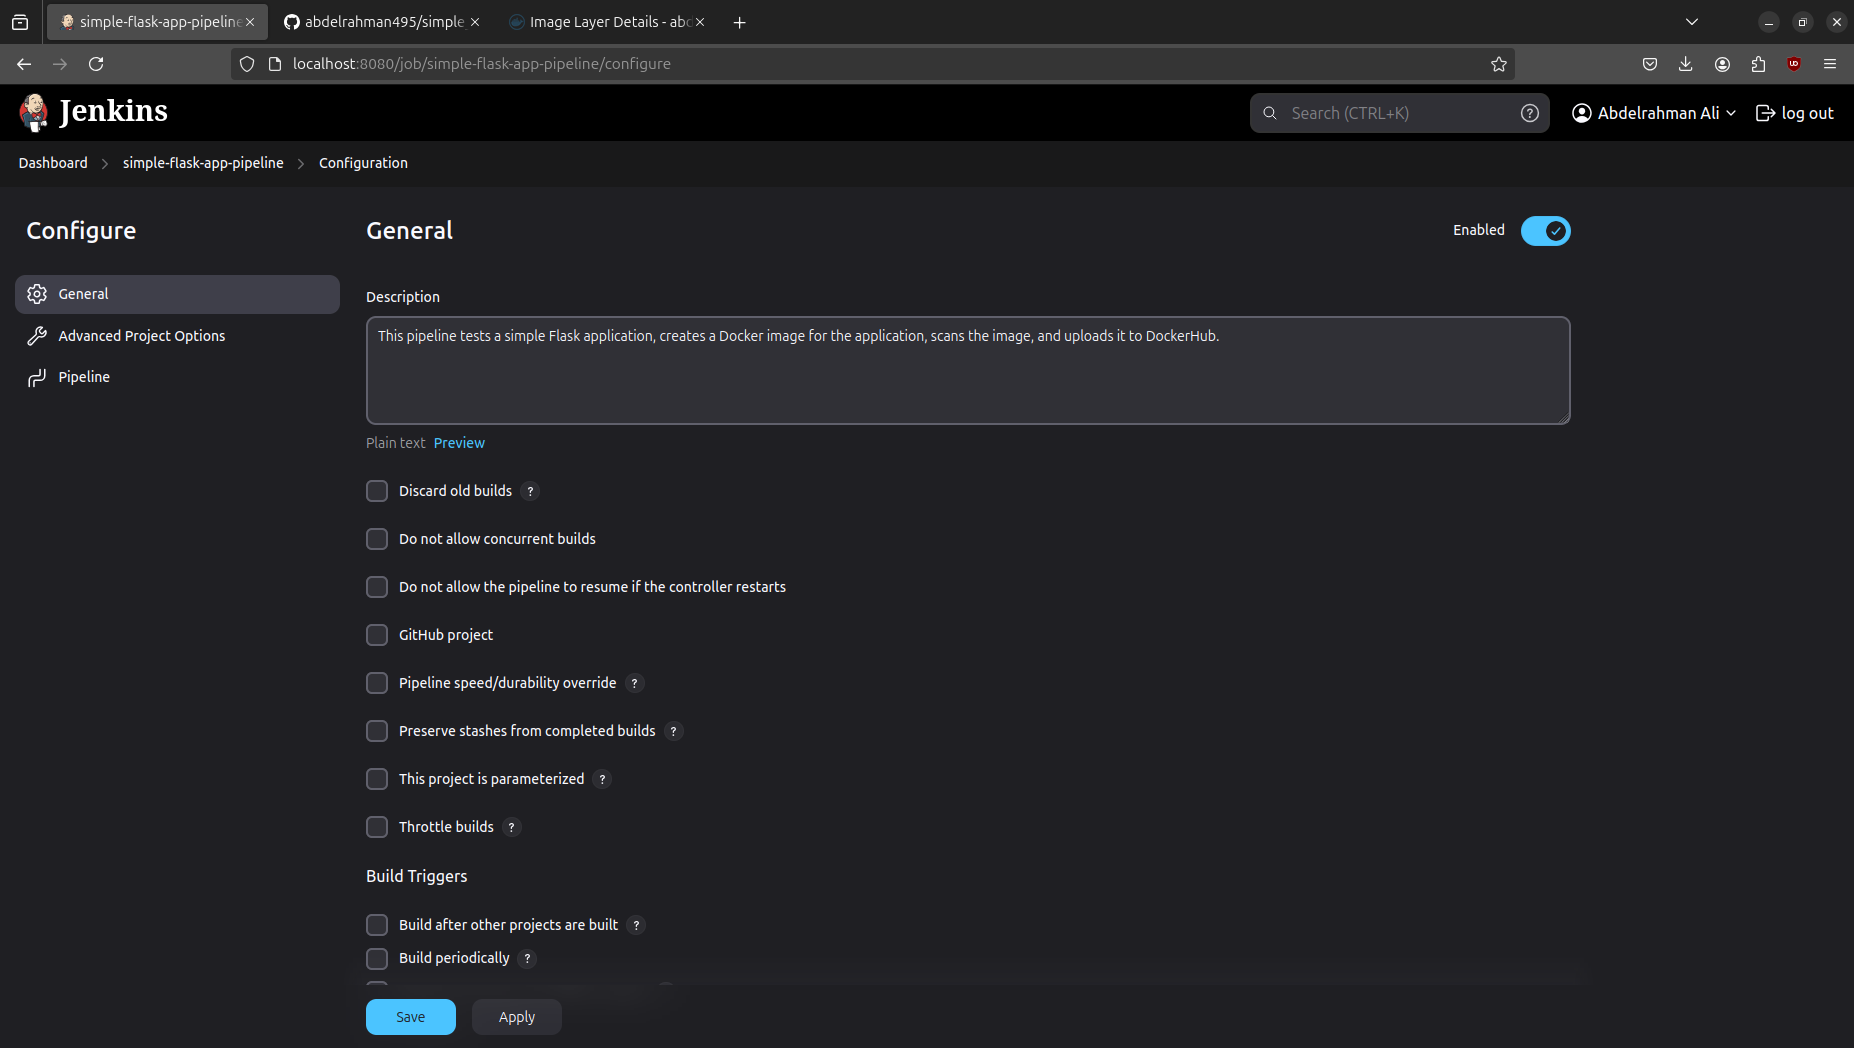 simple-flask-app-pipeline
abdelrahman495/simple_
Image Layer Details - abd
localhost:8080/job/simple-flask-app-pipeline/configure
Jenkins
Search (CTRL+K)
?
Abdelrahman Ali
log out
Dashboard
simple-flask-app-pipeline
Configuration
Configure
General
Advanced Project Options
Pipeline
General
Enabled
Description
This pipeline tests a simple Flask application, creates a Docker image for the application, scans the image, and uploads it to DockerHub.
Plain text Preview
Discard old builds ?
Do not allow concurrent builds
Do not allow the pipeline to resume if the controller restarts
GitHub project
Pipeline speed/durability override ?
Preserve stashes from completed builds ?
This project is parameterized ?
Throttle builds ?
Build Triggers
Build after other projects are built ?
Build periodically ?
Save
Apply